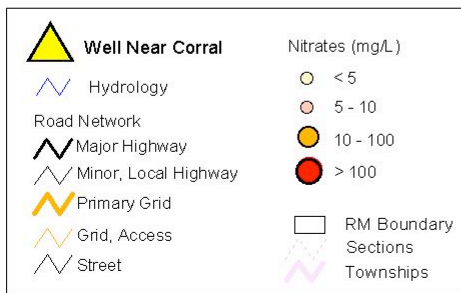 Well Near Corral
Hydrology
Road Network
Major Highway
Minor, Local Highway
Primary Grid
Grid, Access
Street
Nitrates (mg/L)
< 5
5 - 10
10 - 100
> 100
RM Boundary
Sections
Townships